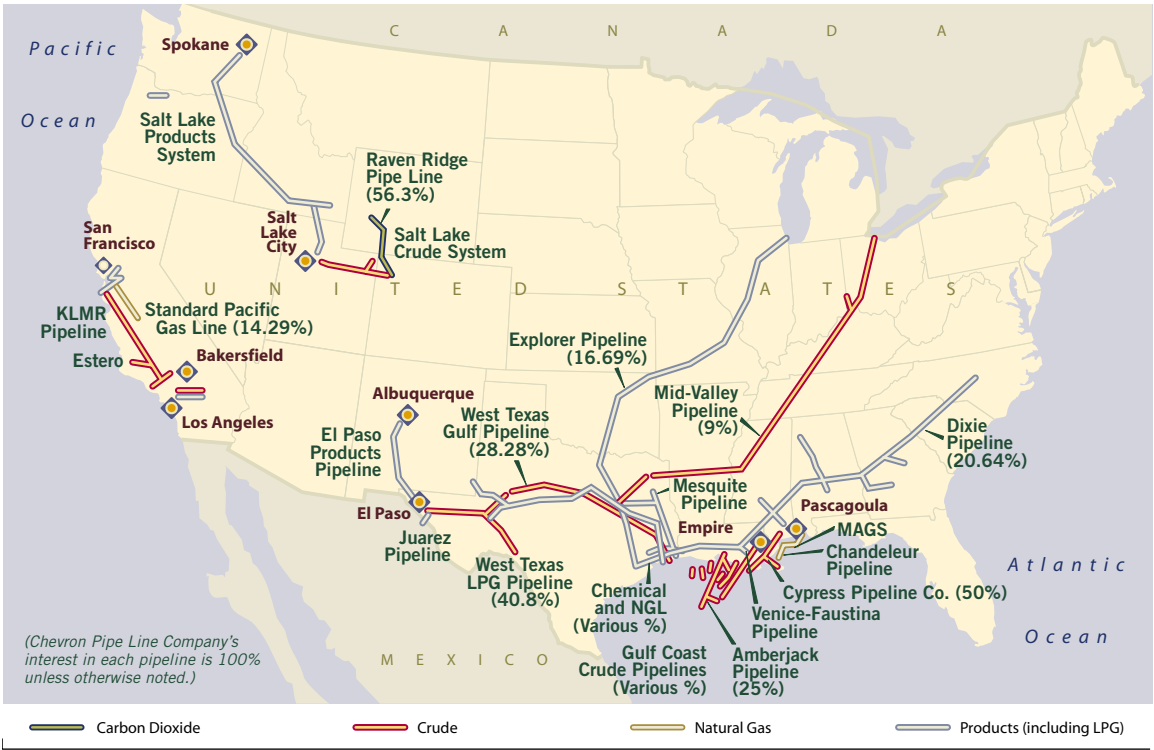 C A N A D A
Pacific
Ocean
Spokane
Salt Lake
Products
System
Raven Ridge
Pipe Line
(56.3%)
Salt
Lake
City
Salt Lake
Crude System
San
Francisco
U N I T E D S T A T E S
KLMR
Pipeline
Standard Pacific
Gas Line (14.29%)
Estero
Bakersfield
Los Angeles
Explorer Pipeline
(16.69%)
Albuquerque
West Texas
Gulf Pipeline
(28.28%)
Mid-Valley
Pipeline
(9%)
El Paso
Products
Pipeline
Dixie
Pipeline
(20.64%)
El Paso
Juarez
Pipeline
Mesquite
Pipeline
Empire
Pascagoula
MAGS
Chandeleur
Pipeline
West Texas
LPG Pipeline
(40.8%)
Chemical
and NGL
(Various %)
Cypress Pipeline Co. (50%)
Venice-Faustina
Pipeline
Gulf Coast
Crude Pipelines
(Various %)
Amberjack
Pipeline
(25%)
Atlantic
Ocean
M E X I C O
(Chevron Pipe Line Company's
interest in each pipeline is 100%
unless otherwise noted.)
Carbon Dioxide
Crude
Natural Gas
Products (including LPG)